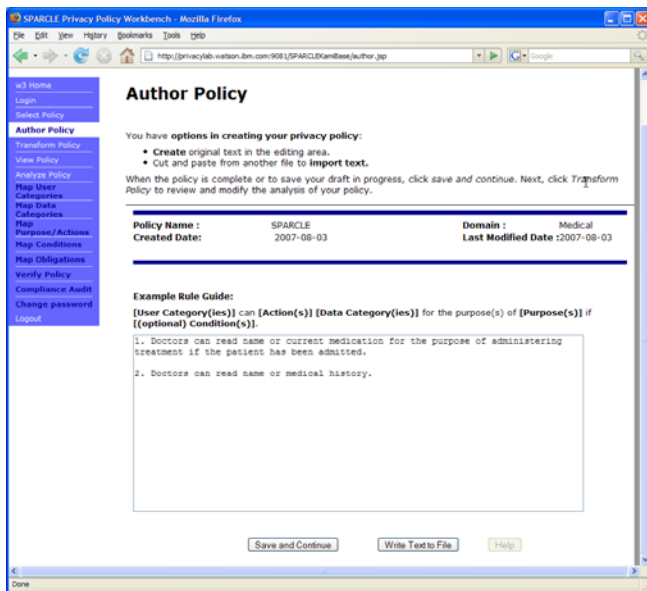 SPARCLE Privacy Policy Workbench - Mozilla Firefox
File Edit View History Bookmarks Tools Help
http://privacylab.watson.ibm.com:9081/SPARCLEKamiBase/author.jsp
G Google
w3 Home
Login
Select Policy
Author Policy
Transform Policy
View Policy
Analyze Policy
Map User
Categories
Map Data
Categories
Map
Purpose/Actions
Map Conditions
Map Obligations
Verify Policy
Compliance Audit
Change password
Logout
Author Policy
You have options in creating your privacy policy:
• Create original text in the editing area.
• Cut and paste from another file to import text.
When the policy is complete or to save your draft in progress, click save and continue. Next, click Transform
Policy to review and modify the analysis of your policy.
Policy Name : SPARCLE Domain : Medical
Created Date: 2007-08-03 Last Modified Date :2007-08-03
Example Rule Guide:
[User Category(ies)] can [Action(s)] [Data Category(ies)] for the purpose(s) of [Purpose(s)] if
[(optional) Condition(s)].
1. Doctors can read name or current medication for the purpose of administering
treatment if the patient has been admitted.
2. Doctors can read name or medical history.
Save and Continue Write Text to File Help
Done